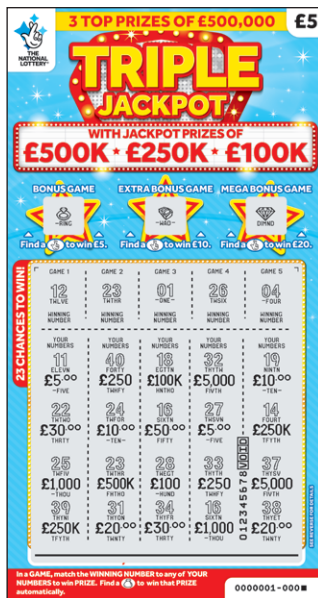 3 TOP PRIZES OF £500,000
£5
THE
NATIONAL
LOTTERY
TRIPLE
JACKPOT
WITH JACKPOT PRIZES OF
£500K ★ £250K ★ £100K
BONUS GAME EXTRA BONUS GAME MEGA BONUS GAME
RING DIMND
Find a to win £5. Find a to win £10. Find a to win £20.
23 CHANCES TO WIN!
GAME 1 GAME 2 GAME 3 GAME 4 GAME 5
12 23 01 26 04
TWLVE TWTHR -ONE- TWSIX -FOUR
WINNING WINNING WINNING WINNING WINNING
NUMBER NUMBER NUMBER NUMBER NUMBER
YOUR YOUR YOUR YOUR YOUR
NUMBERS NUMBERS NUMBERS NUMBERS NUMBERS
11 40 18 32 19
ELEVN FORTY EGTTN THYTW NINTN
£5.00 £250 £100K £5,000 £10.00
-FIVE TWHFY HNTHO FIVTH -TEN-
22 24 16 27 14
TWTWO TWFOR SIXTN TWSVN FOURT
£30.00 £10.00 £50.00 £5.00 £250K
THRTY -TEN- FIFTY -FIVE TFYTH
25 23 28 33 37
TWFIV TWTHR TWEGT THYTH THYSV
£1,000 £500K £100 £250 £5,000
-THOU FHTHO -HUND TWHFY FIVTH
39 31 34 16 38
THYNI THYON THYFR SIXTN THYET
£250K £20.00 £30.00 £1,000 £20.00
TFYTH TWNTY THRTY -THOU TWNTY
012345678 VOID
SEE REVERSE FOR DETAILS
In a GAME, match the WINNING NUMBER to any of YOUR
NUMBERS to win PRIZE. Find a to win that PRIZE
automatically.
0000001-000